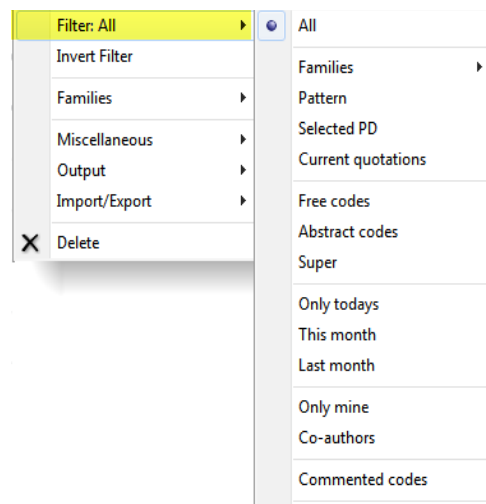 Filter: All
Invert Filter
Families
Miscellaneous
Output
Import/Export
Delete
All
Families
Pattern
Selected PD
Current quotations
Free codes
Abstract codes
Super
Only todays
This month
Last month
Only mine
Co-authors
Commented codes